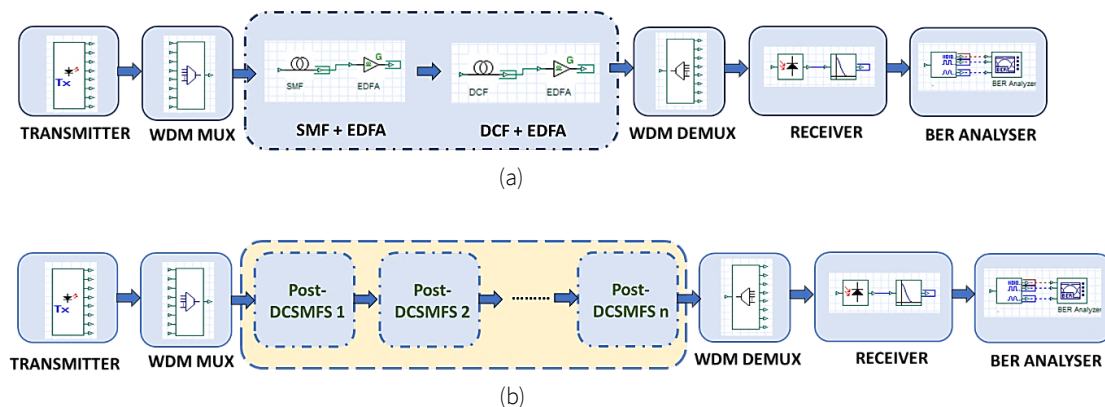 Tx
SMF
G
EDFA
DCF
G
EDFA
BER
BER Analyzer
TRANSMITTER
WDM MUX
SMF + EDFA
DCF + EDFA
WDM DEMUX
RECEIVER
BER ANALYSER
(a)
Tx
Post-
DCSMFS 1
Post-
DCSMFS 2
........
Post-
DCSMFS n
BER
BER Analyzer
TRANSMITTER
WDM MUX
WDM DEMUX
RECEIVER
BER ANALYSER
(b)